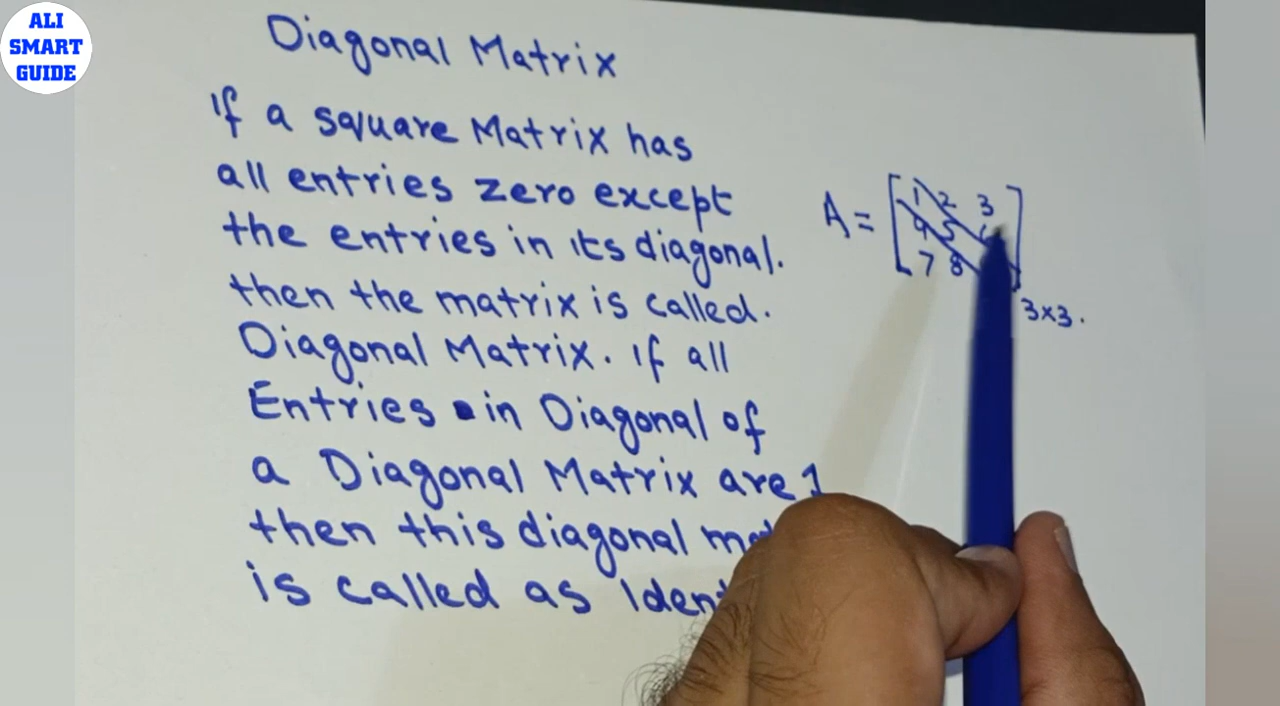 ALI
SMART
GUIDE
Diagonal Matrix
If a square Matrix has
all entries zero except
the entries in its diagonal.
then the matrix is called.
Diagonal Matrix. If all
Entries in Diagonal of
a Diagonal Matrix are 1
then this diagonal
is called as
A = [ 1 2 3
5
7 8 ]
3×3.